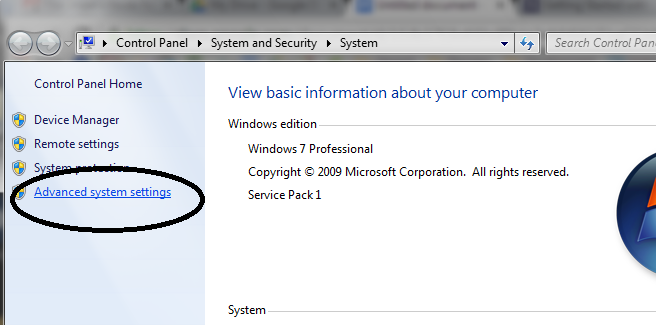 Control Panel System and Security System Search Control Pane
Control Panel Home
Device Manager
Remote settings
System protection
Advanced system settings
View basic information about your computer
Windows edition
Windows 7 Professional
Copyright © 2009 Microsoft Corporation. All rights reserved.
Service Pack 1
System